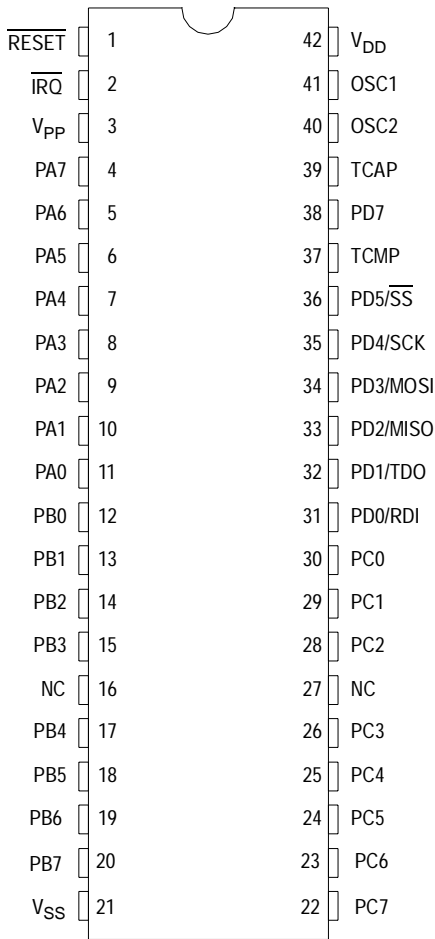 R̅E̅S̅E̅T̅ 1 42 VDD
I̅R̅Q̅ 2 41 OSC1
VPP 3 40 OSC2
PA7 4 39 TCAP
PA6 5 38 PD7
PA5 6 37 TCMP
PA4 7 36 PD5/S̅S̅
PA3 8 35 PD4/SCK
PA2 9 34 PD3/MOSI
PA1 10 33 PD2/MISO
PA0 11 32 PD1/TDO
PB0 12 31 PD0/RDI
PB1 13 30 PC0
PB2 14 29 PC1
PB3 15 28 PC2
NC 16 27 NC
PB4 17 26 PC3
PB5 18 25 PC4
PB6 19 24 PC5
PB7 20 23 PC6
VSS 21 22 PC7